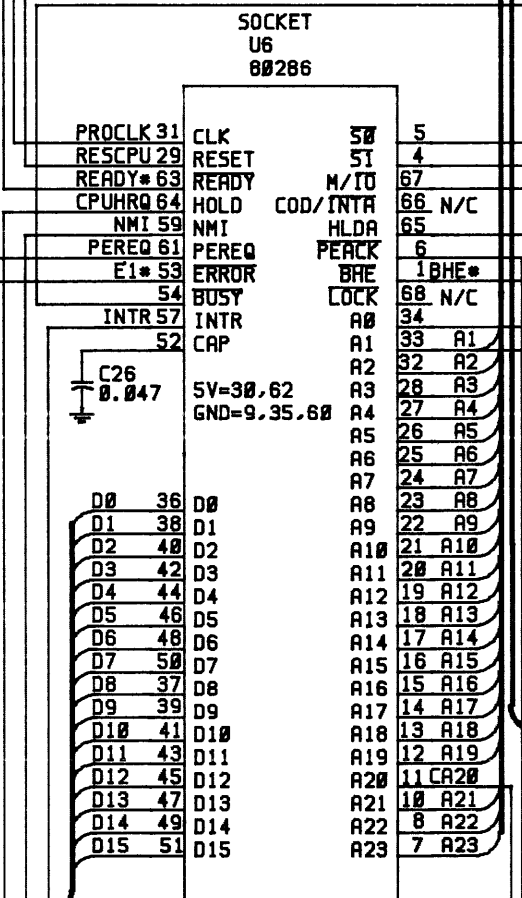 SOCKET
U6
80286
PROCLK 31 CLK S0 5
RESCPU 29 RESET S1 4
READY* 63 READY M/IO 67
CPUHRQ 64 HOLD COD/INTA 66 N/C
NMI 59 NMI HLDA 65
PEREQ 61 PEREQ PEACK 6
E1* 53 ERROR BHE 1 BHE*
54 BUSY LOCK 68 N/C
INTR 57 INTR A0 34
52 CAP A1 33 A1
A2 32 A2
C26
0.047
5V=30,62 A3 28 A3
GND=9,35,60 A4 27 A4
A5 26 A5
A6 25 A6
A7 24 A7
D0 36 D0 A8 23 A8
D1 38 D1 A9 22 A9
D2 40 D2 A10 21 A10
D3 42 D3 A11 20 A11
D4 44 D4 A12 19 A12
D5 46 D5 A13 18 A13
D6 48 D6 A14 17 A14
D7 50 D7 A15 16 A15
D8 37 D8 A16 15 A16
D9 39 D9 A17 14 A17
D10 41 D10 A18 13 A18
D11 43 D11 A19 12 A19
D12 45 D12 A20 11 CA20
D13 47 D13 A21 10 A21
D14 49 D14 A22 8 A22
D15 51 D15 A23 7 A23